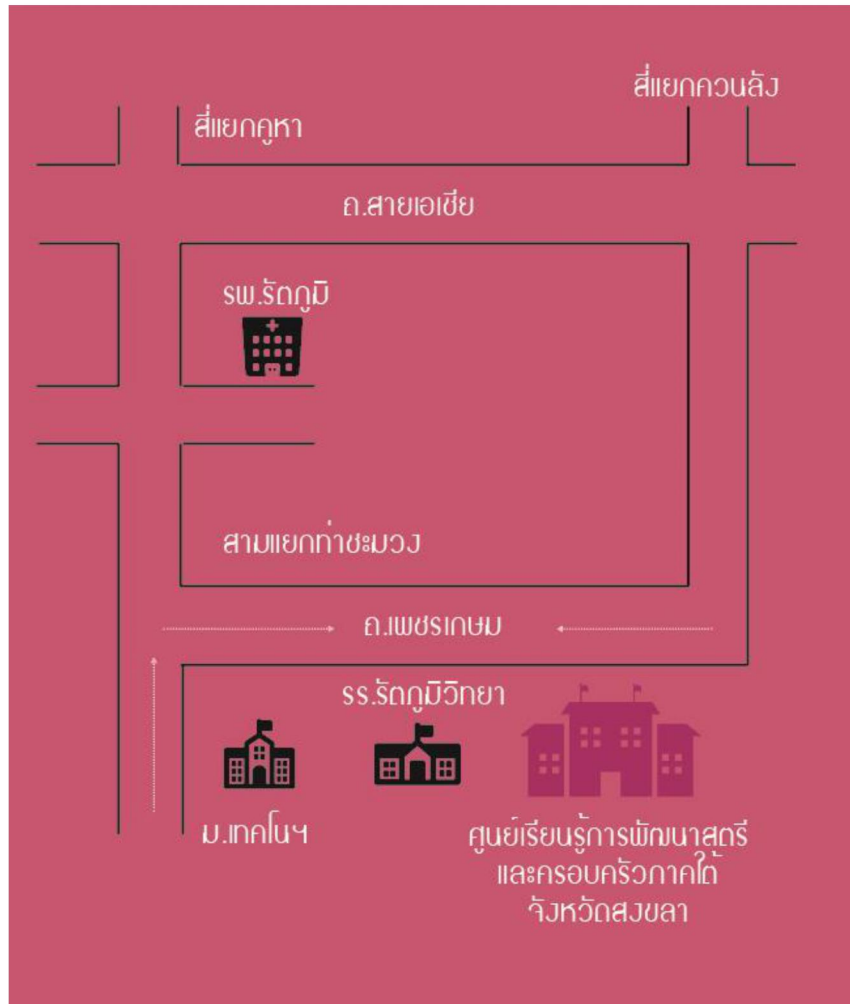 สี่แยกควนลัง
สี่แยกคูหา
ถ.สายเอเชีย
รพ.รัตภูมิ
สามแยกท่าชะมวง
ถ.เพชรเกษม
รร.รัตภูมิวิทยา
ม.เทคโนฯ
ศูนย์เรียนรู้การพัฒนาสตรี
และครอบครัวภาคใต้
จังหวัดสงขลา